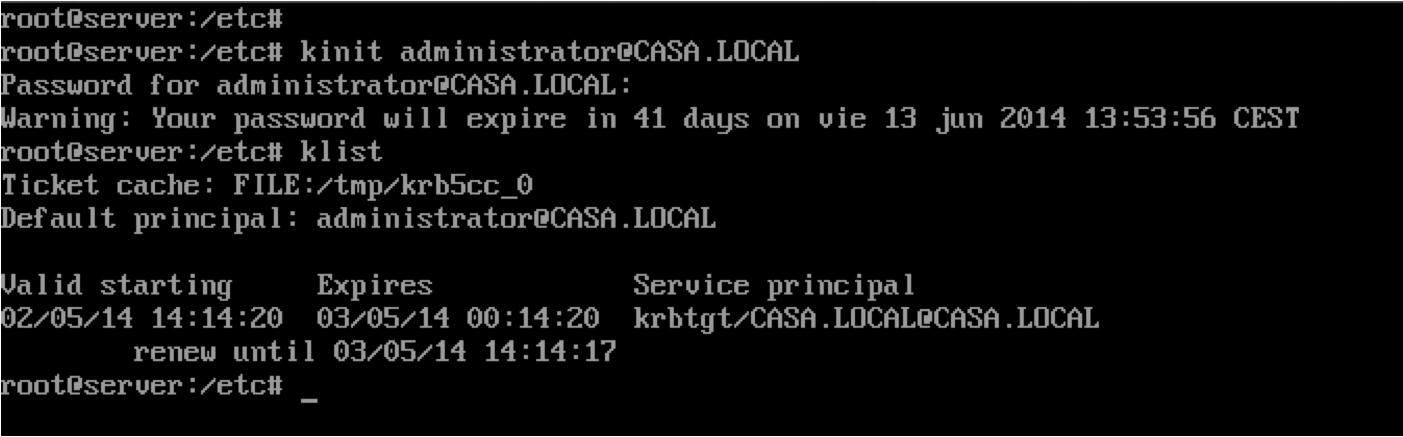 root@server:/etc#
root@server:/etc# kinit administrator@CASA.LOCAL
Password for administrator@CASA.LOCAL:
Warning: Your password will expire in 41 days on vie 13 jun 2014 13:53:56 CEST
root@server:/etc# klist
Ticket cache: FILE:/tmp/krb5cc_0
Default principal: administrator@CASA.LOCAL
Valid starting     Expires            Service principal
02/05/14 14:14:20  03/05/14 00:14:20  krbtgt/CASA.LOCAL@CASA.LOCAL
        renew until 03/05/14 14:14:17
root@server:/etc# _